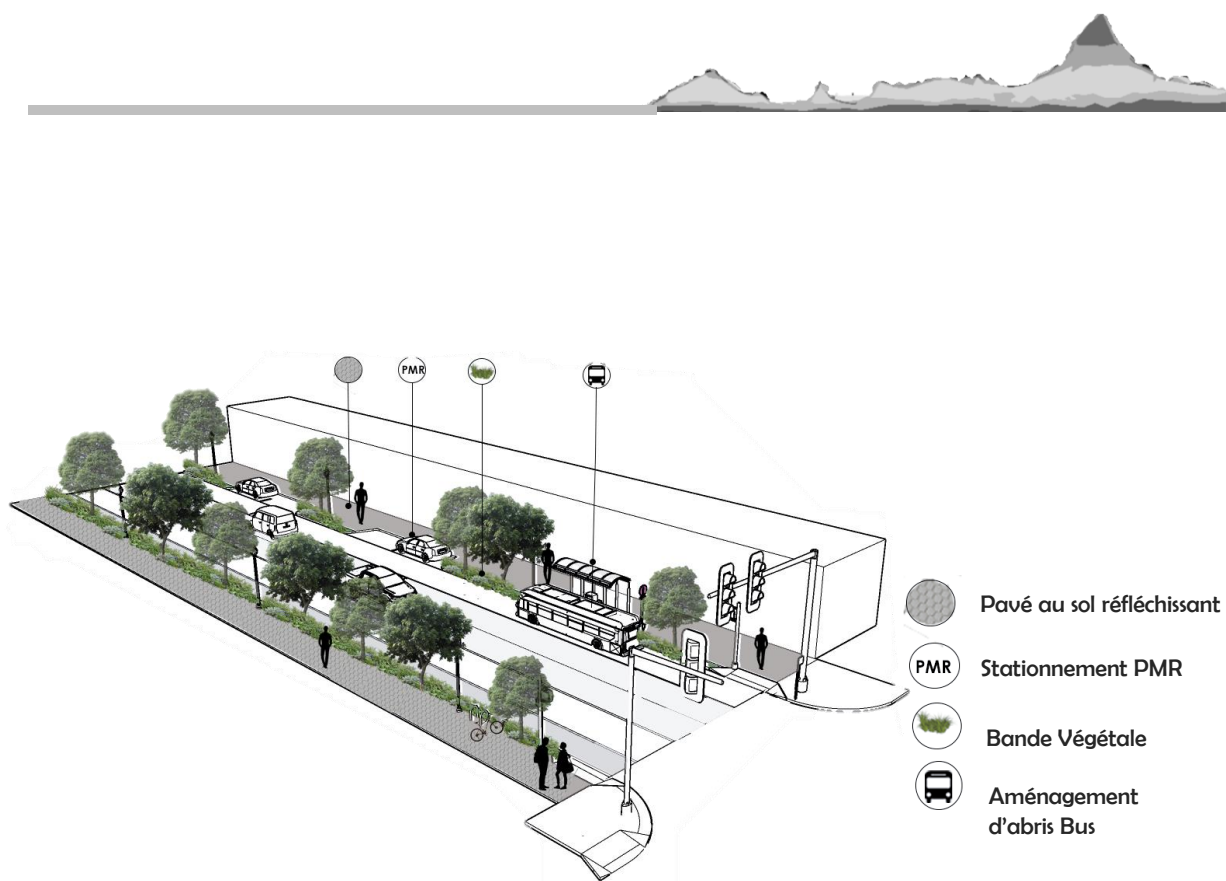 PMR
Pavé au sol réfléchissant
PMR
Stationnement PMR
Bande Végétale
Aménagement
d'abris Bus